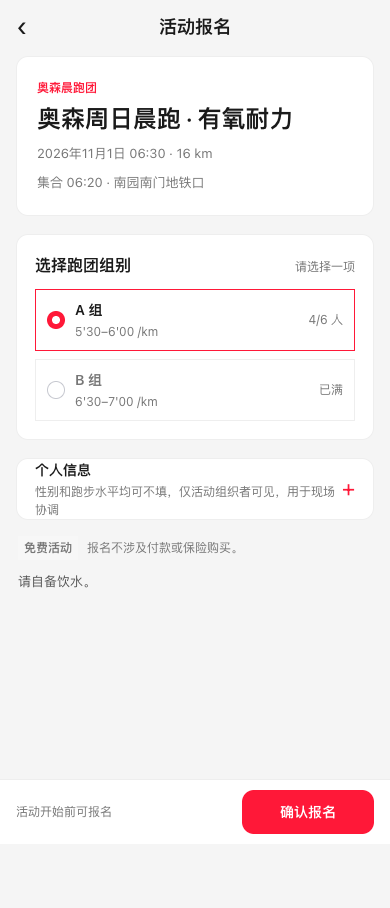 活动报名
奥森晨跑团
奥森周日晨跑 · 有氧耐力
2026年11月1日 06:30 · 16 km
集合 06:20 · 南园南门地铁口
选择跑团组别
请选择一项
A 组
5'30–6'00 /km
4/6 人
B 组
6'30–7'00 /km
已满
个人信息
性别和跑步水平均可不填，仅活动组织者可见，用于现场
协调
免费活动 报名不涉及付款或保险购买。
请自备饮水。
活动开始前可报名
确认报名